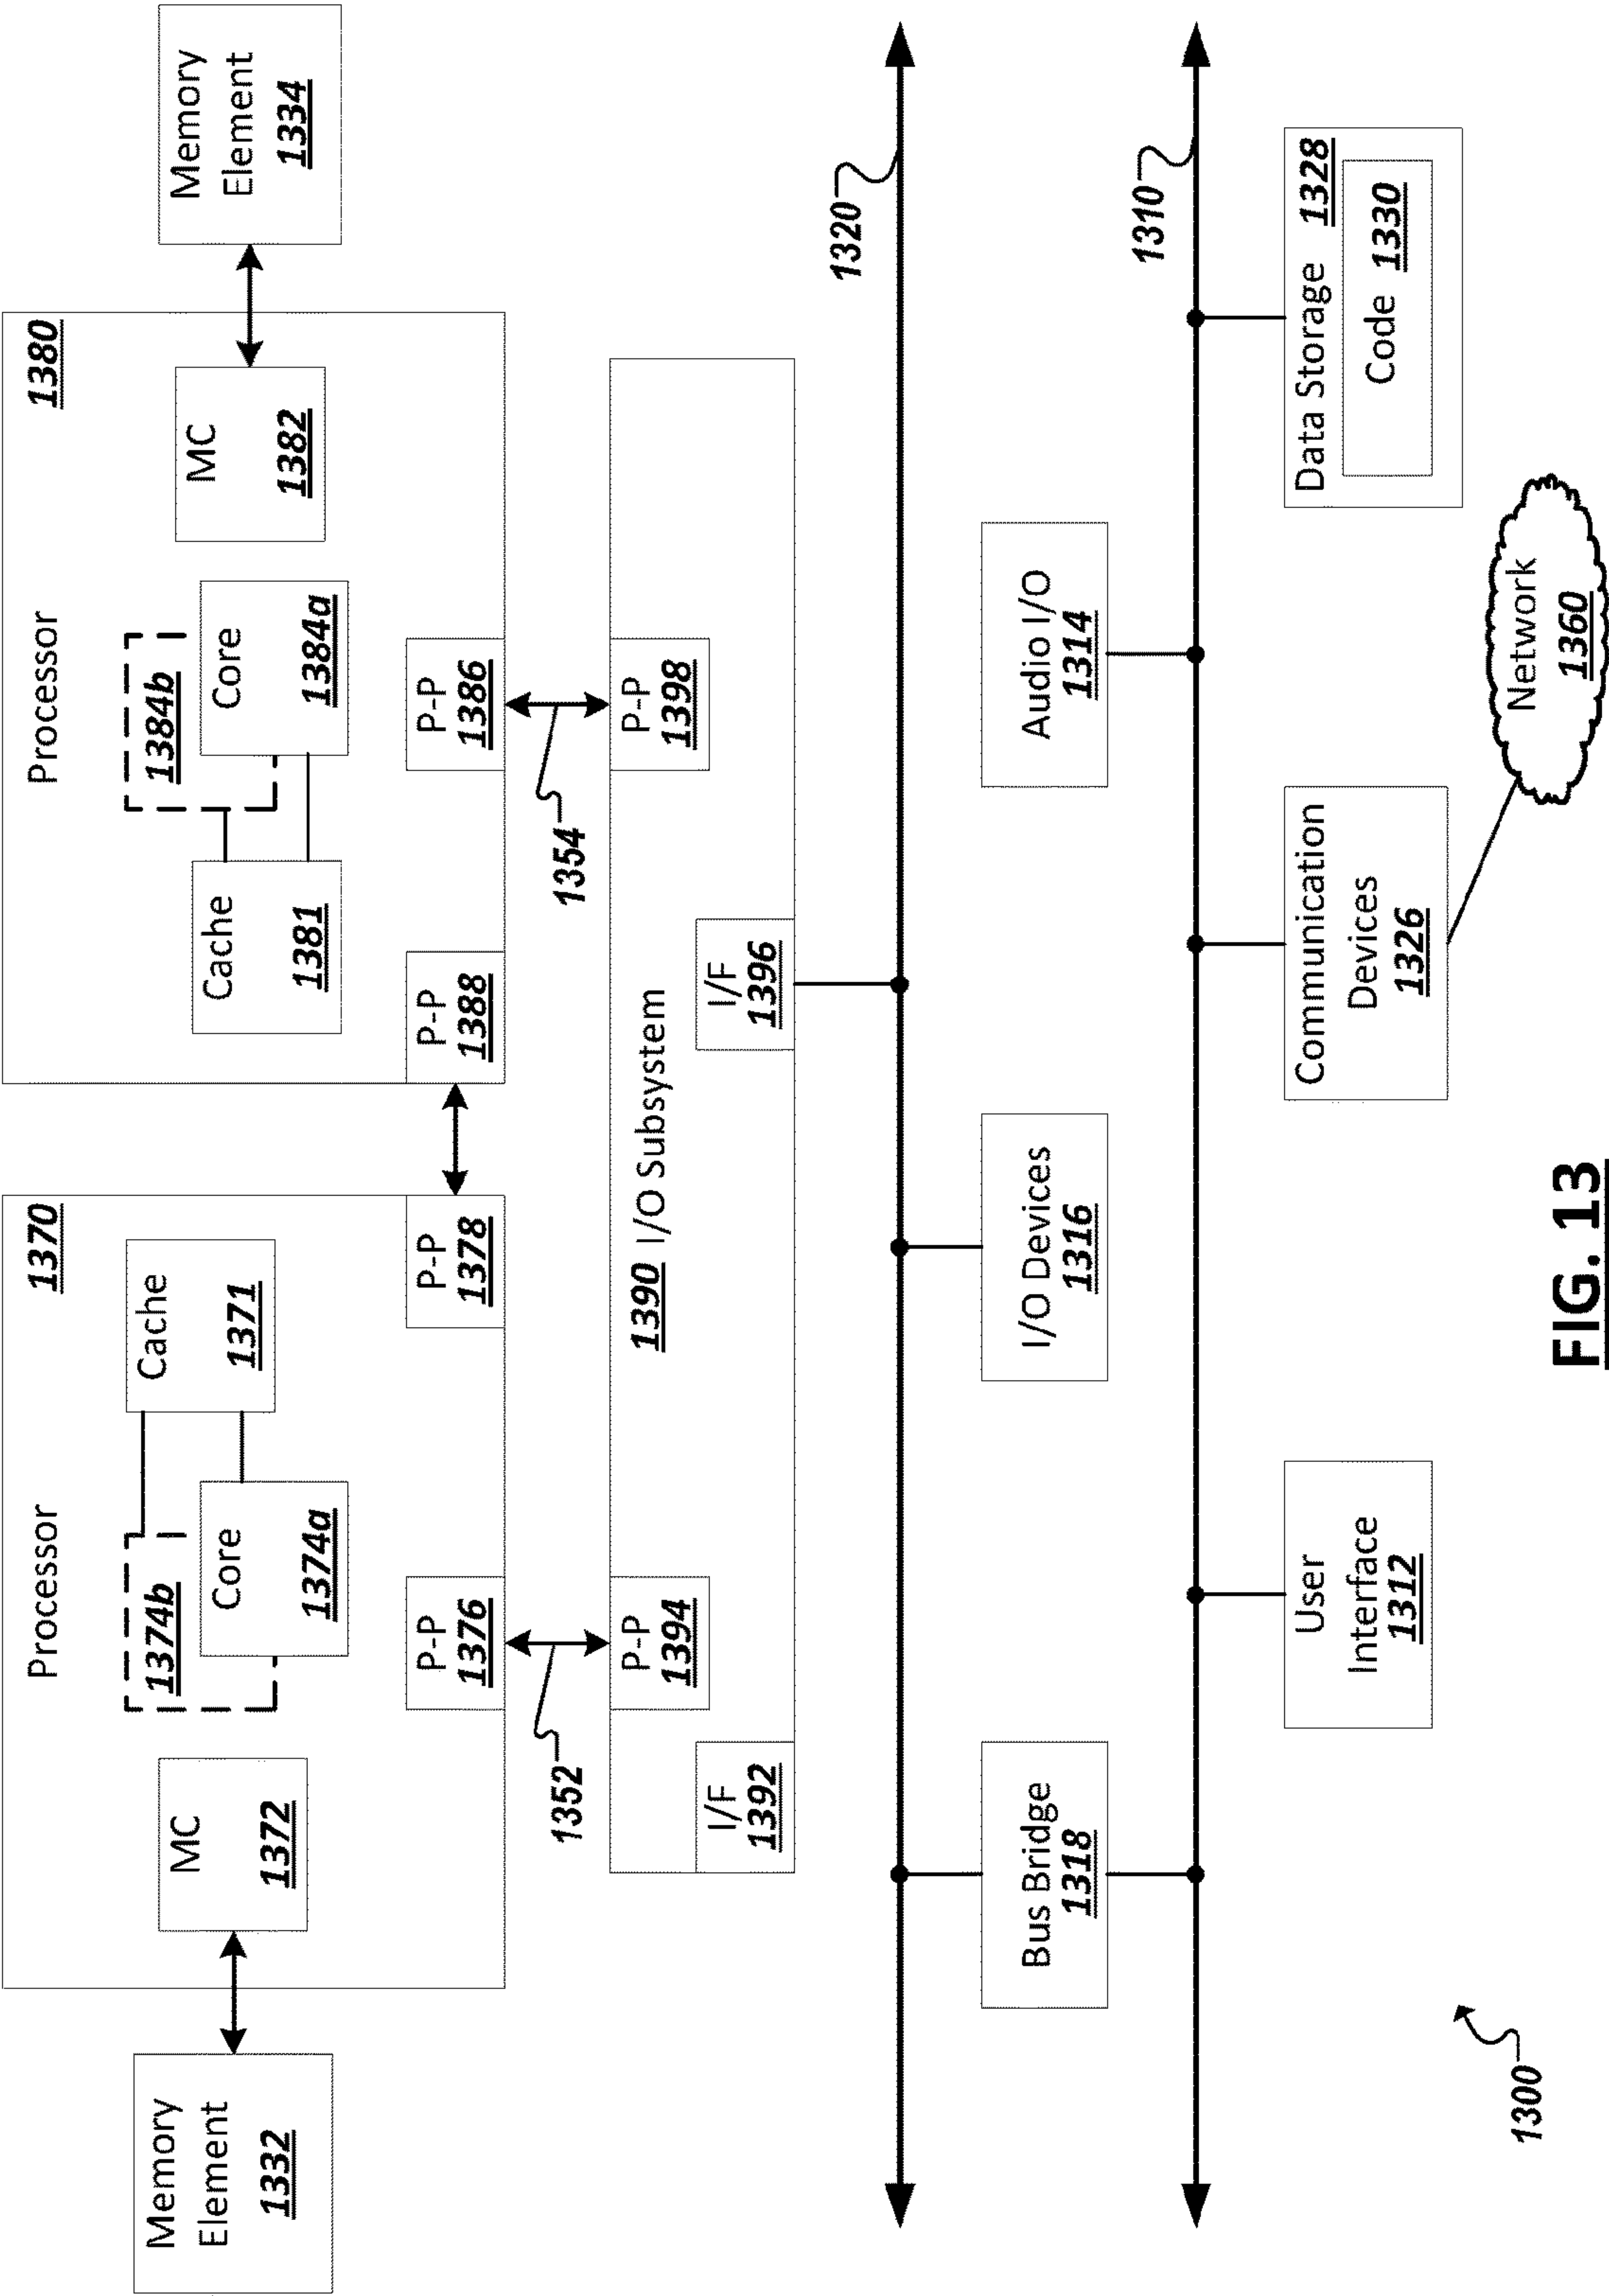 Processor
1370
Processor
1380
Memory
Element
1332
MC
1372
1374b
Core
1374a
Cache
1371
Cache
1381
1384b
Core
1384a
MC
1382
Memory
Element
1334
P-P
1376
P-P
1378
P-P
1388
P-P
1386
1352
1354
P-P
1394
1390 I/O Subsystem
P-P
1398
I/F
1392
I/F
1396
1320
Bus Bridge
1318
I/O Devices
1316
Audio I/O
1314
1310
User
Interface
1312
Communication
Devices
1326
Data Storage 1328
Code 1330
Network
1360
1300
FIG. 13